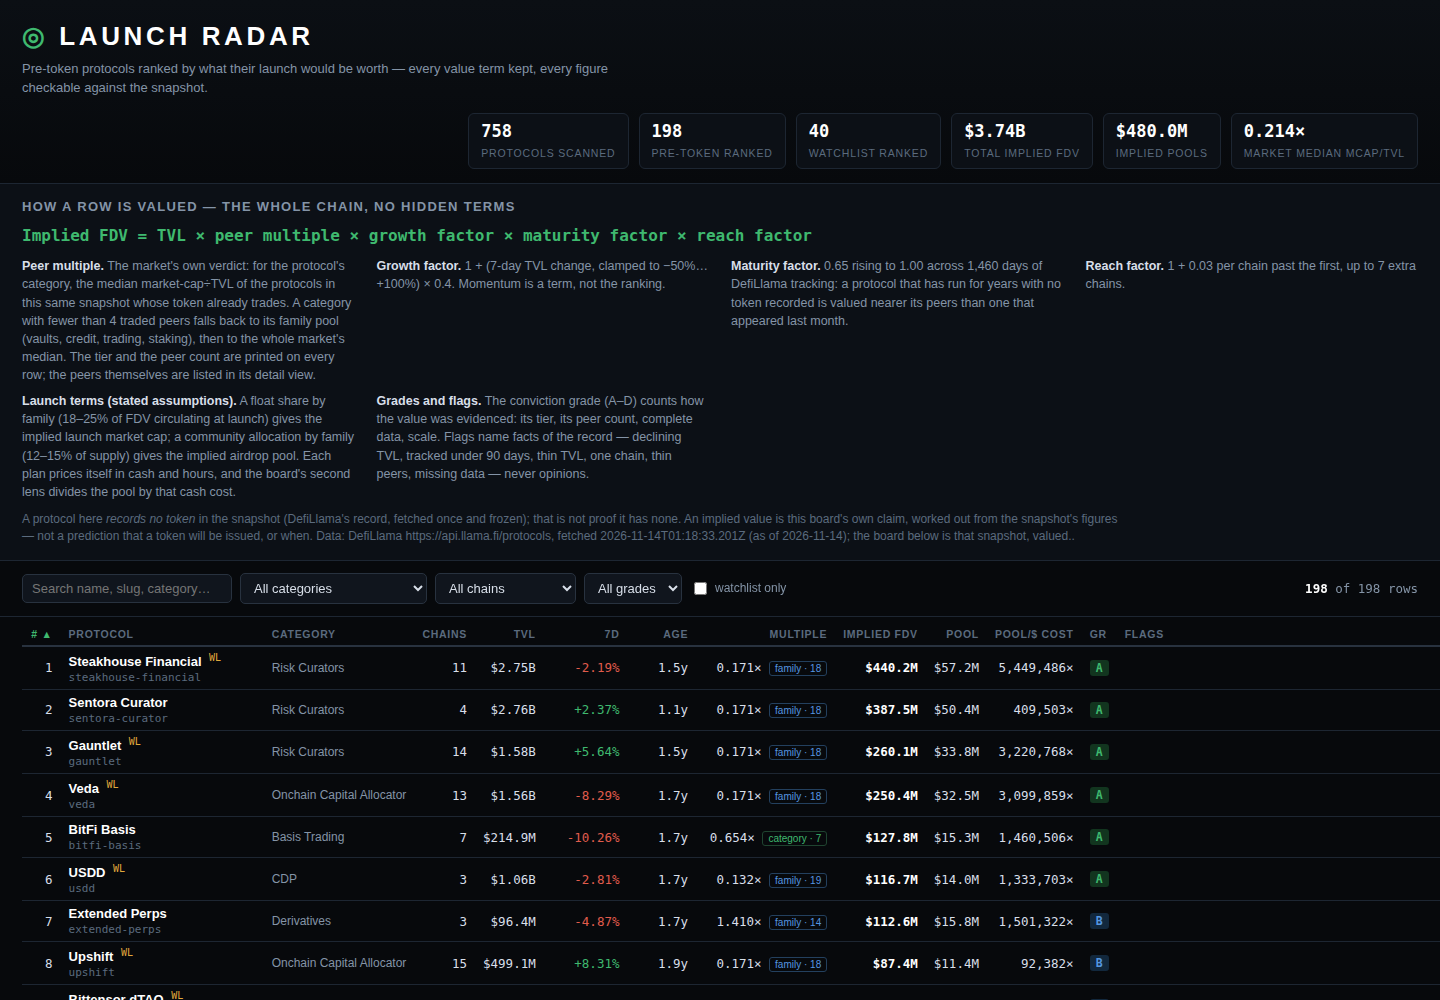 ◎ LAUNCH RADAR
Pre-token protocols ranked by what their launch would be worth — every value term kept, every figure
checkable against the snapshot.
758
PROTOCOLS SCANNED
198
PRE-TOKEN RANKED
40
WATCHLIST RANKED
$3.74B
TOTAL IMPLIED FDV
$480.0M
IMPLIED POOLS
0.214×
MARKET MEDIAN MCAP/TVL
HOW A ROW IS VALUED — THE WHOLE CHAIN, NO HIDDEN TERMS
Implied FDV = TVL × peer multiple × growth factor × maturity factor × reach factor
Peer multiple. The market's own verdict: for the protocol's
category, the median market-cap÷TVL of the protocols in
this same snapshot whose token already trades. A category
with fewer than 4 traded peers falls back to its family pool
(vaults, credit, trading, staking), then to the whole market's
median. The tier and the peer count are printed on every
row; the peers themselves are listed in its detail view.
Growth factor. 1 + (7-day TVL change, clamped to −50%…
+100%) × 0.4. Momentum is a term, not the ranking.
Maturity factor. 0.65 rising to 1.00 across 1,460 days of
DefiLlama tracking: a protocol that has run for years with no
token recorded is valued nearer its peers than one that
appeared last month.
Reach factor. 1 + 0.03 per chain past the first, up to 7 extra
chains.
Launch terms (stated assumptions). A float share by
family (18–25% of FDV circulating at launch) gives the
implied launch market cap; a community allocation by family
(12–15% of supply) gives the implied airdrop pool. Each
plan prices itself in cash and hours, and the board's second
lens divides the pool by that cash cost.
Grades and flags. The conviction grade (A–D) counts how
the value was evidenced: its tier, its peer count, complete
data, scale. Flags name facts of the record — declining
TVL, tracked under 90 days, thin TVL, one chain, thin
peers, missing data — never opinions.
A protocol here records no token in the snapshot (DefiLlama's record, fetched once and frozen); that is not proof it has none. An implied value is this board's own claim, worked out from the snapshot's figures
— not a prediction that a token will be issued, or when. Data: DefiLlama https://api.llama.fi/protocols, fetched 2026-11-14T01:18:33.201Z (as of 2026-11-14); the board below is that snapshot, valued..
Search name, slug, category… All categories All chains All grades watchlist only 198 of 198 rows
# ▲ PROTOCOL CATEGORY CHAINS TVL 7D AGE MULTIPLE IMPLIED FDV POOL POOL/$ COST GR FLAGS
1 Steakhouse Financial WL Risk Curators 11 $2.75B -2.19% 1.5y 0.171× family · 18 $440.2M $57.2M 5,449,486× A
steakhouse-financial
2 Sentora Curator Risk Curators 4 $2.76B +2.37% 1.1y 0.171× family · 18 $387.5M $50.4M 409,503× A
sentora-curator
3 Gauntlet WL Risk Curators 14 $1.58B +5.64% 1.5y 0.171× family · 18 $260.1M $33.8M 3,220,768× A
gauntlet
4 Veda WL Onchain Capital Allocator 13 $1.56B -8.29% 1.7y 0.171× family · 18 $250.4M $32.5M 3,099,859× A
veda
5 BitFi Basis Basis Trading 7 $214.9M -10.26% 1.7y 0.654× category · 7 $127.8M $15.3M 1,460,506× A
bitfi-basis
6 USDD WL CDP 3 $1.06B -2.81% 1.7y 0.132× family · 19 $116.7M $14.0M 1,333,703× A
usdd
7 Extended Perps Derivatives 3 $96.4M -4.87% 1.7y 1.410× family · 14 $112.6M $15.8M 1,501,322× B
extended-perps
8 Upshift WL Onchain Capital Allocator 15 $499.1M +8.31% 1.9y 0.171× family · 18 $87.4M $11.4M 92,382× B
upshift
Bittensor dTAO WL